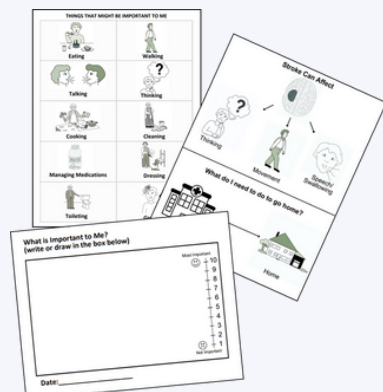 THINGS THAT MIGHT BE IMPORTANT TO ME
Eating
Walking
Talking
Thinking
Cooking
Cleaning
Managing Medications
Dressing
Toileting
Stroke Can Affect
Thinking
Movement
Speech/
Swallowing
What do I need to do to go home?
Home
What is Important to Me?
(write or draw in the box below)
Most Important
10
9
8
7
6
5
4
3
2
1
Not Important
Date: